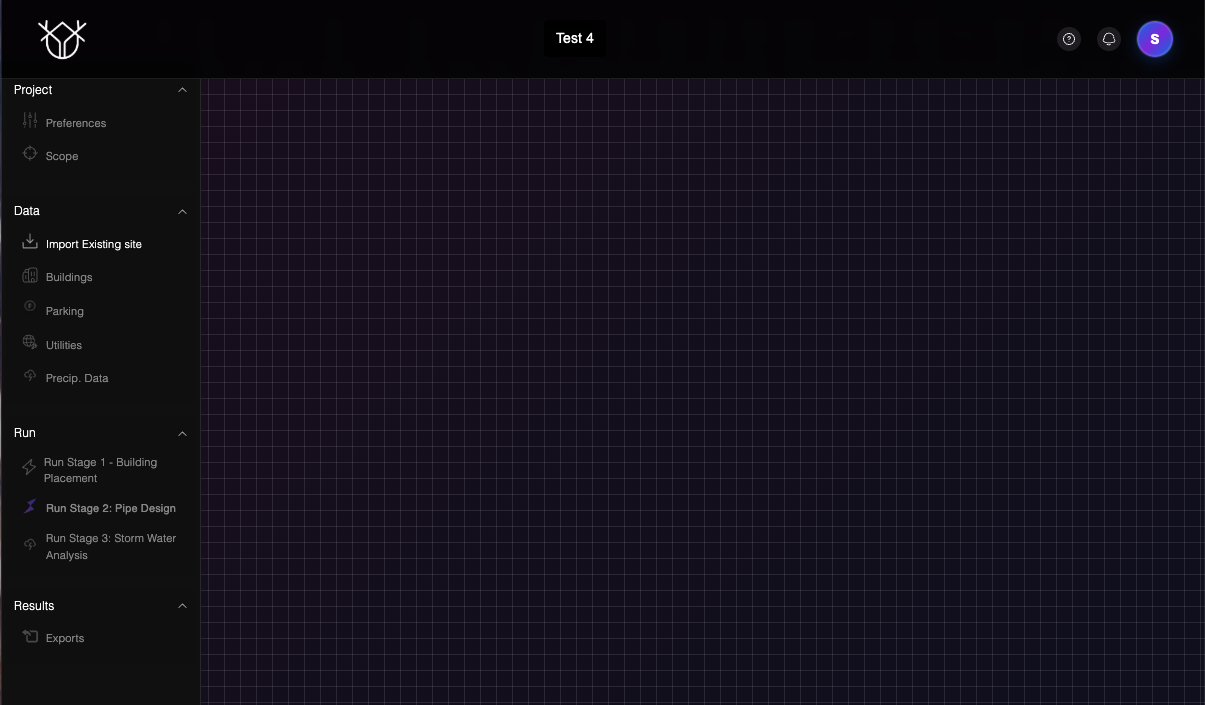 Test 4
S
Project
Preferences
Scope
Data
Import Existing site
Buildings
Parking
Utilities
Precip. Data
Run
Run Stage 1 - Building
Placement
Run Stage 2: Pipe Design
Run Stage 3: Storm Water
Analysis
Results
Exports